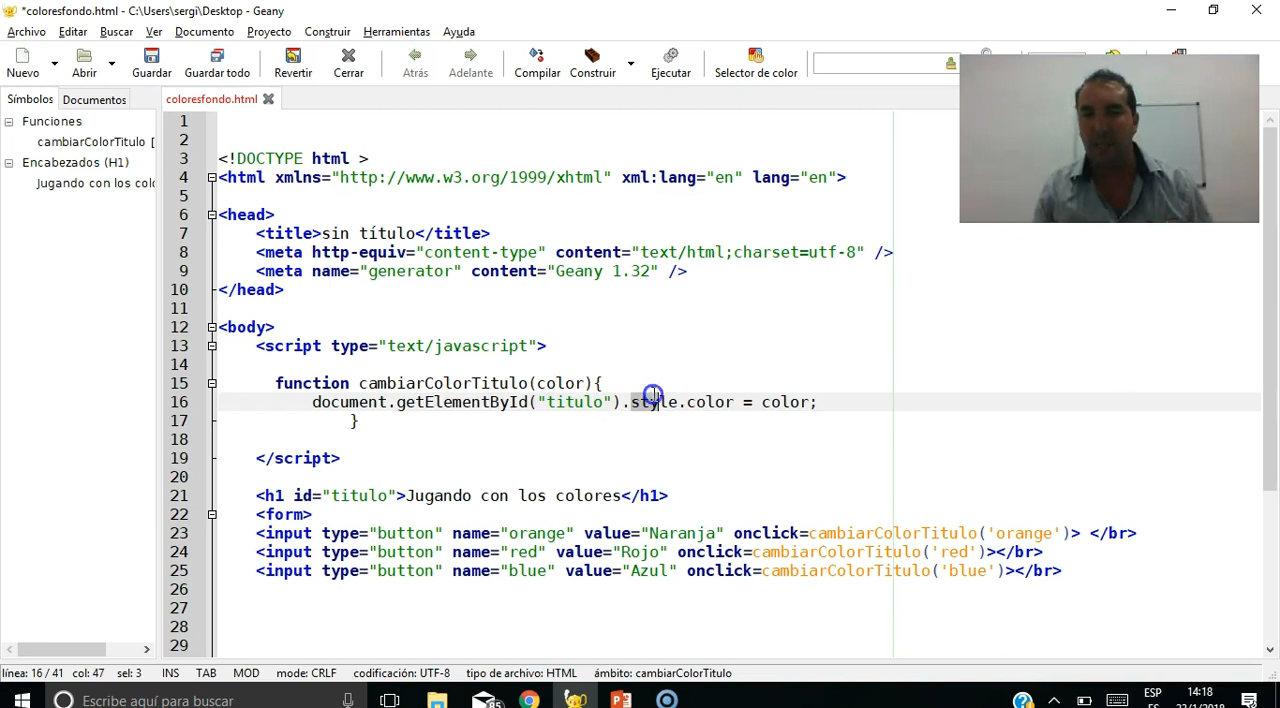 *coloresfondo.html - C:\Users\sergi\Desktop - Geany
Archivo Editar Buscar Ver Documento Proyecto Construir Herramientas Ayuda
Nuevo Abrir Guardar Guardar todo Revertir Cerrar Atrás Adelante Compilar Construir Ejecutar Selector de color
Símbolos Documentos coloresfondo.html
Funciones
cambiarColorTitulo [
Encabezados (H1)
Jugando con los colo
1
2
3 <!DOCTYPE html >
4 <html xmlns="http://www.w3.org/1999/xhtml" xml:lang="en" lang="en">
5
6 <head>
7 <title>sin título</title>
8 <meta http-equiv="content-type" content="text/html;charset=utf-8" />
9 <meta name="generator" content="Geany 1.32" />
10 </head>
11
12 <body>
13 <script type="text/javascript">
14
15 function cambiarColorTitulo(color){
16 document.getElementById("titulo").style.color = color;
17 }
18
19 </script>
20
21 <h1 id="titulo">Jugando con los colores</h1>
22 <form>
23 <input type="button" name="orange" value="Naranja" onclick=cambiarColorTitulo('orange')> </br>
24 <input type="button" name="red" value="Rojo" onclick=cambiarColorTitulo('red')></br>
25 <input type="button" name="blue" value="Azul" onclick=cambiarColorTitulo('blue')></br>
26
27
28
29
línea: 16 / 41 col: 47 sel: 3 INS TAB MOD modo: CRLF codificación: UTF-8 tipo de archivo: HTML ámbito: cambiarColorTitulo
Escribe aquí para buscar
85
ESP
14:18